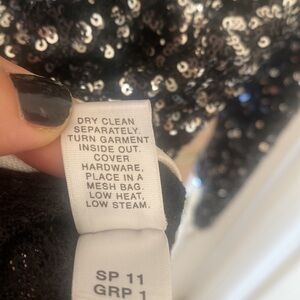 DRY CLEAN
SEPARATELY.
TURN GARMENT
INSIDE OUT.
COVER
HARDWARE,
PLACE IN A
MESH BAG.
LOW HEAT,
LOW STEAM.
SP 11
GRP 1